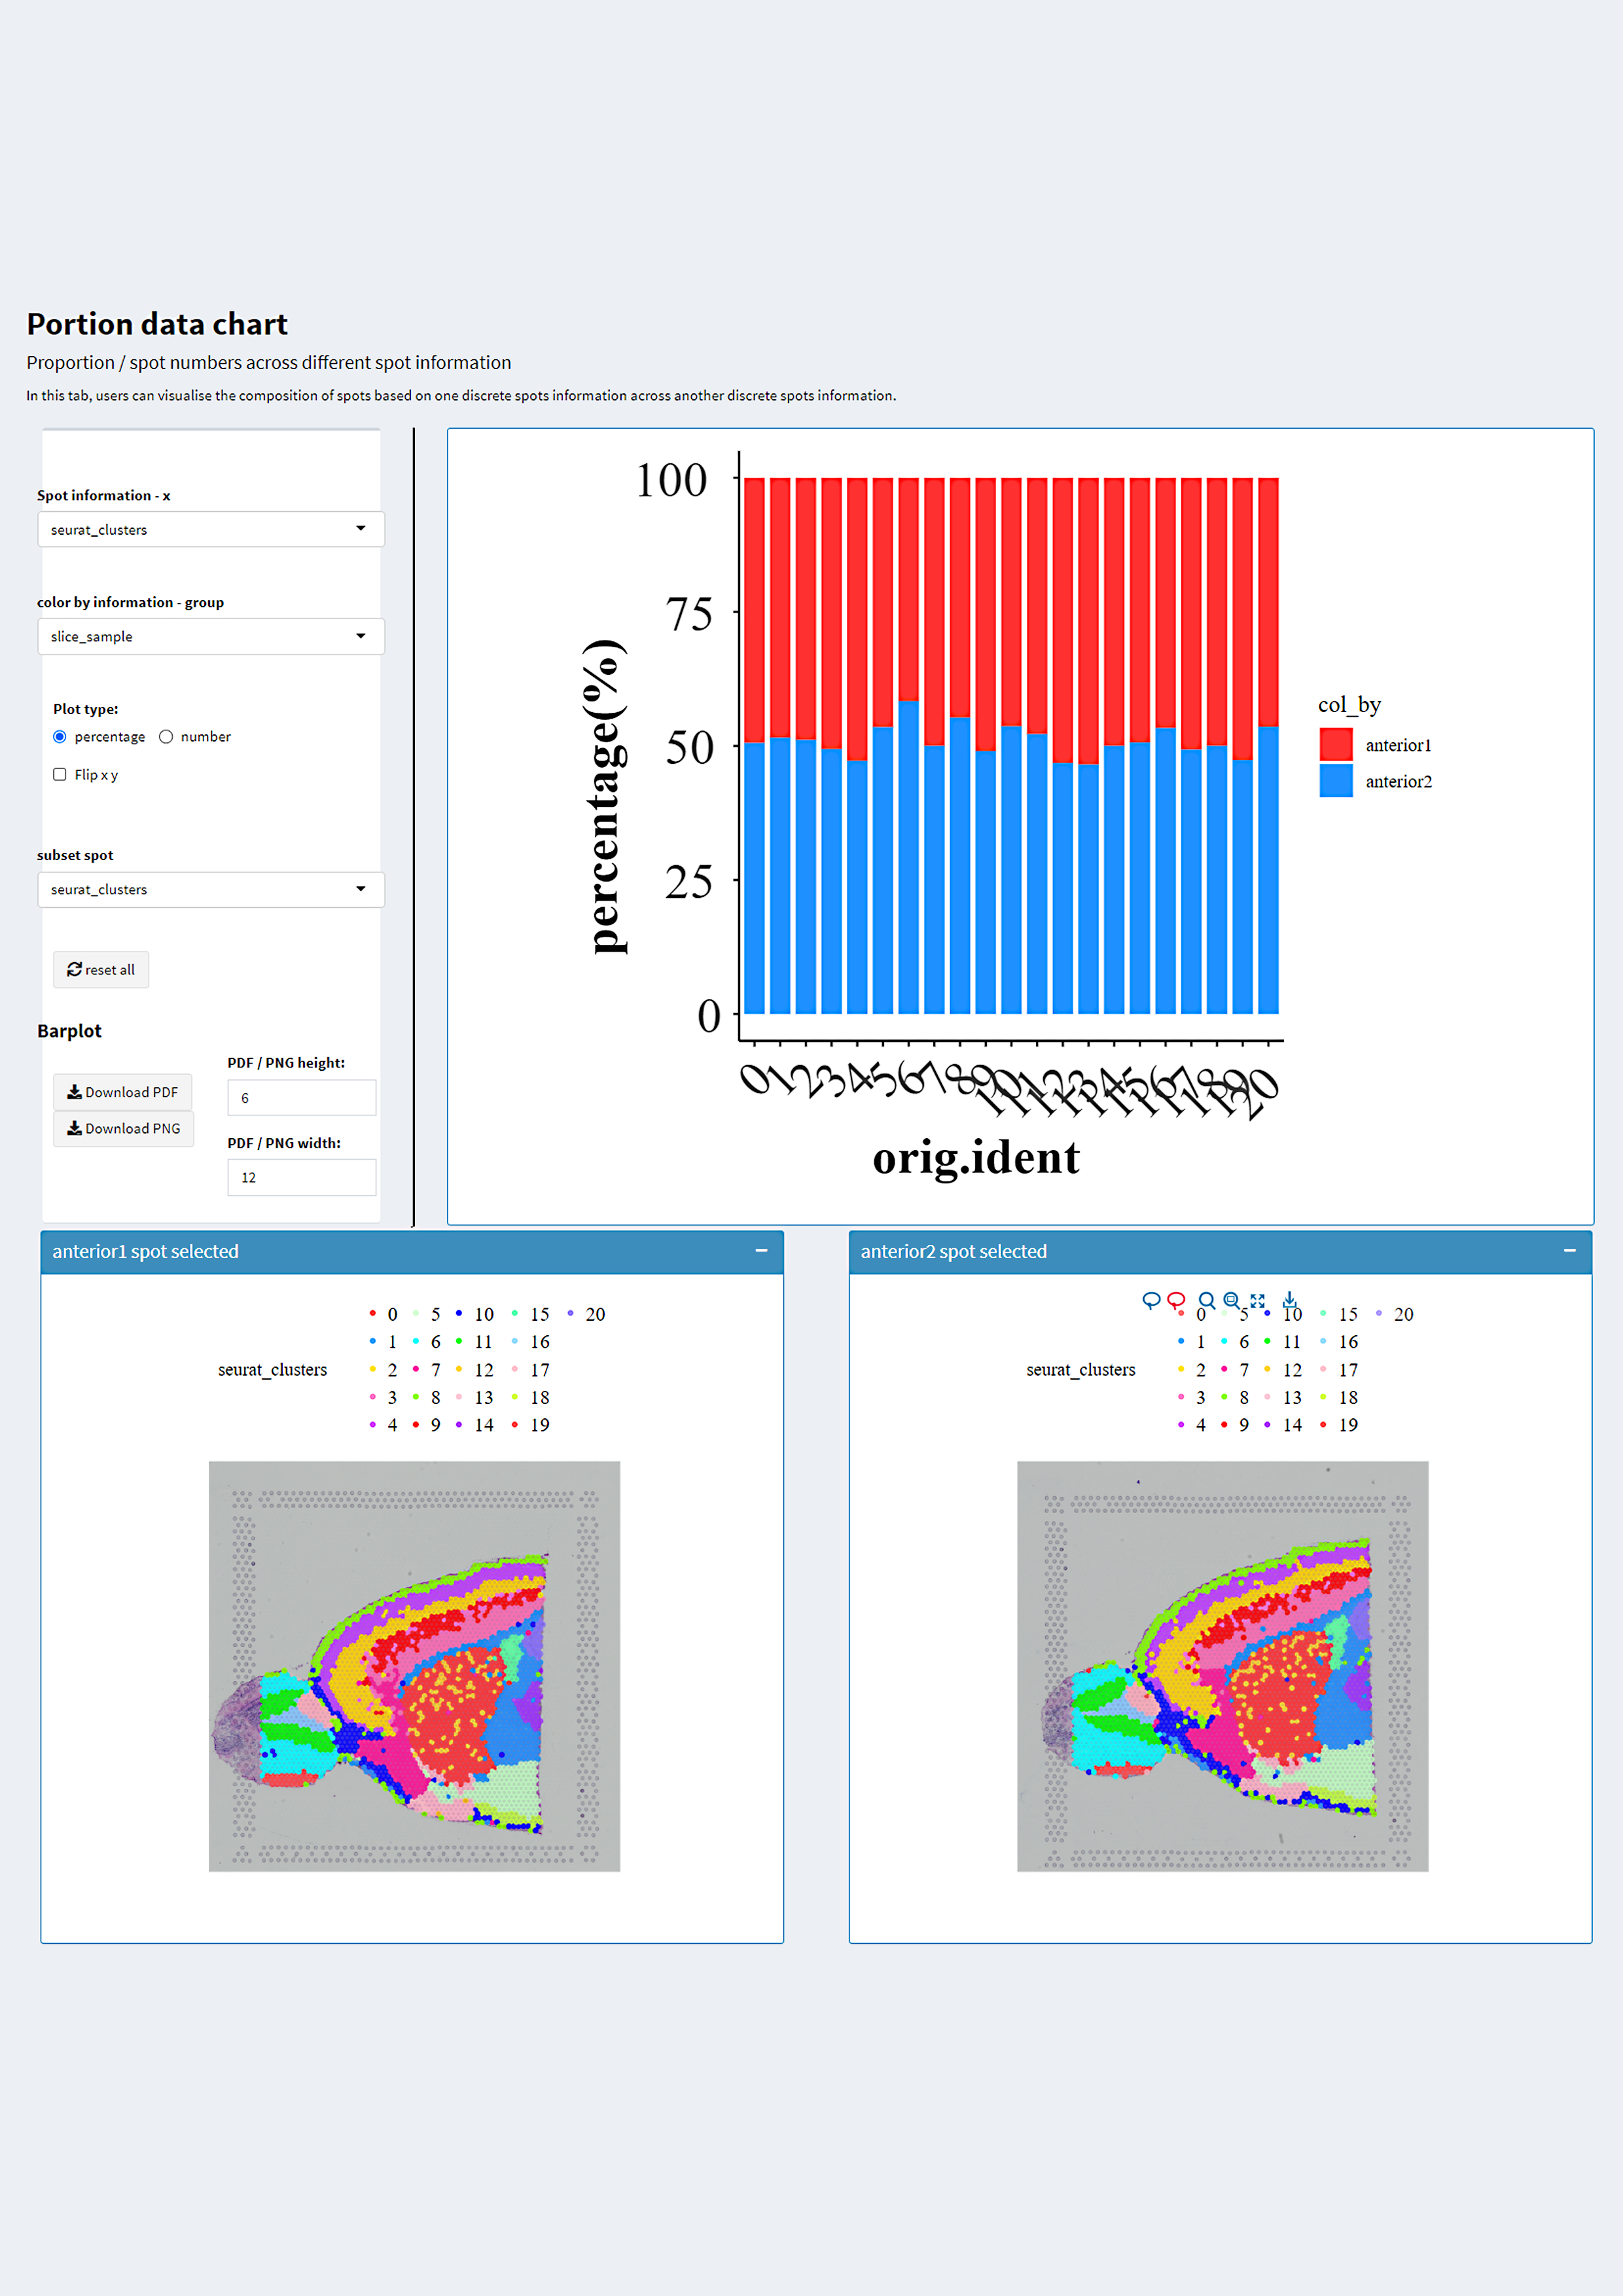 Portion data chart
Proportion / spot numbers across different spot information
In this tab, users can visualise the composition of spots based on one discrete spots information across another discrete spots information.
Spot information - x
seurat_clusters
color by information - group
slice_sample
Plot type:
percentage number
Flip x y
subset spot
seurat_clusters
reset all
Barplot
PDF / PNG height:
Download PDF
6
Download PNG
PDF / PNG width:
12
100
75
50
25
0
percentage(%)
0 1 2 3 4 5 6 7 8 9 10 11 12 13 14 15 16 17 18 19 20
orig.ident
col_by
anterior1
anterior2
anterior1 spot selected
0 5 10 15 20
1 6 11 16
seurat_clusters 2 7 12 17
3 8 13 18
4 9 14 19
anterior2 spot selected
0 5 10 15 20
1 6 11 16
seurat_clusters 2 7 12 17
3 8 13 18
4 9 14 19